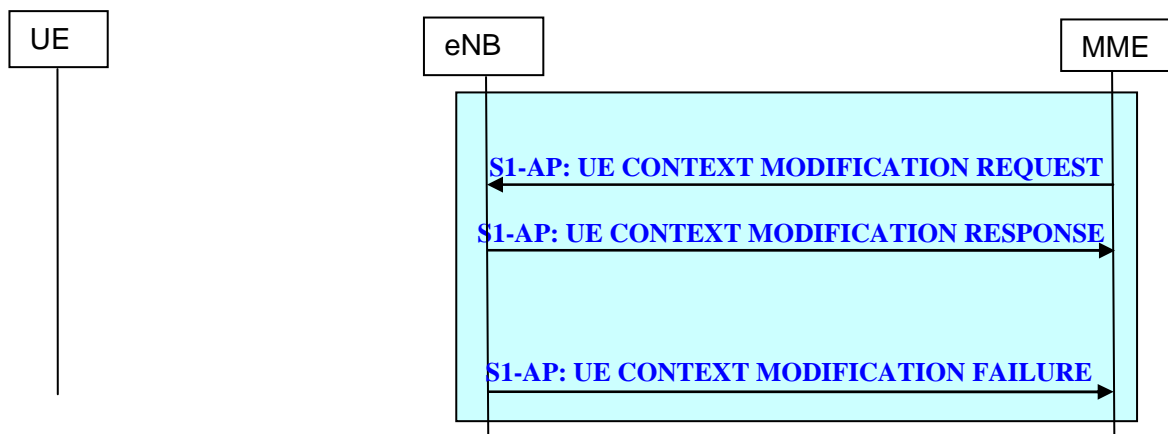 UE
eNB
MME
S1-AP: UE CONTEXT MODIFICATION REQUEST
S1-AP: UE CONTEXT MODIFICATION RESPONSE
S1-AP: UE CONTEXT MODIFICATION FAILURE